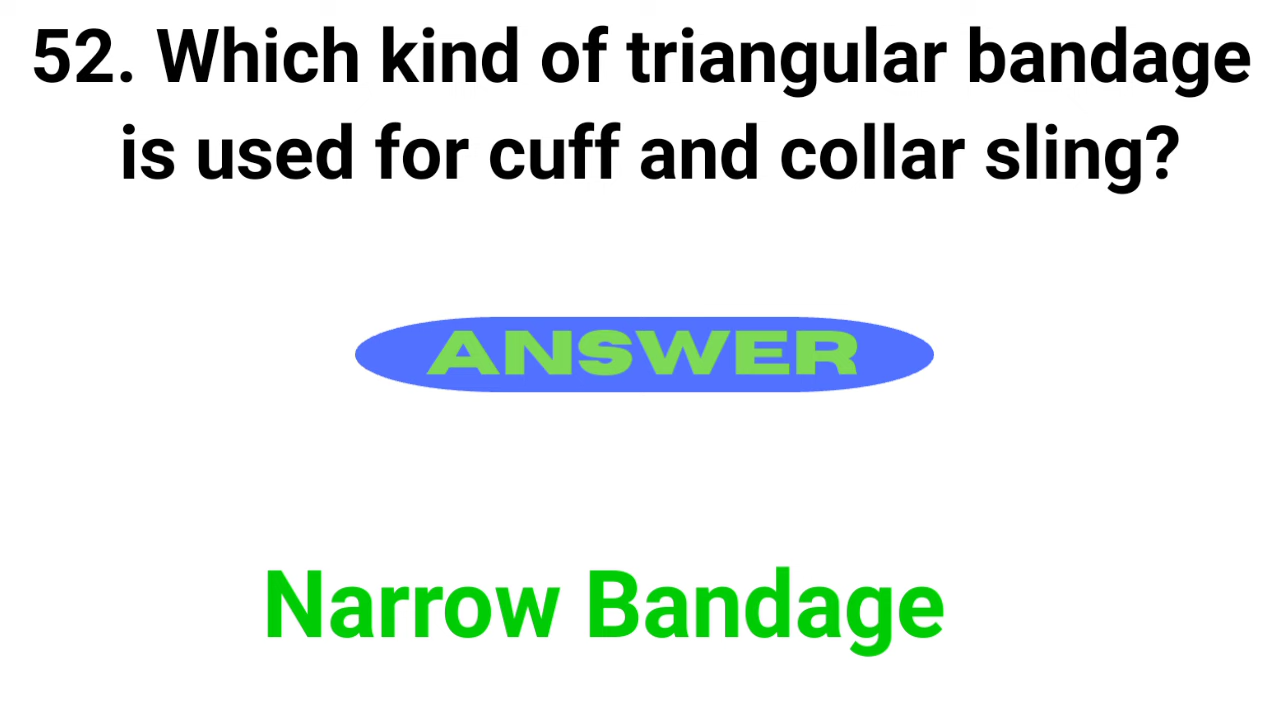 52. Which kind of triangular bandage
is used for cuff and collar sling?
ANSWER
Narrow Bandage